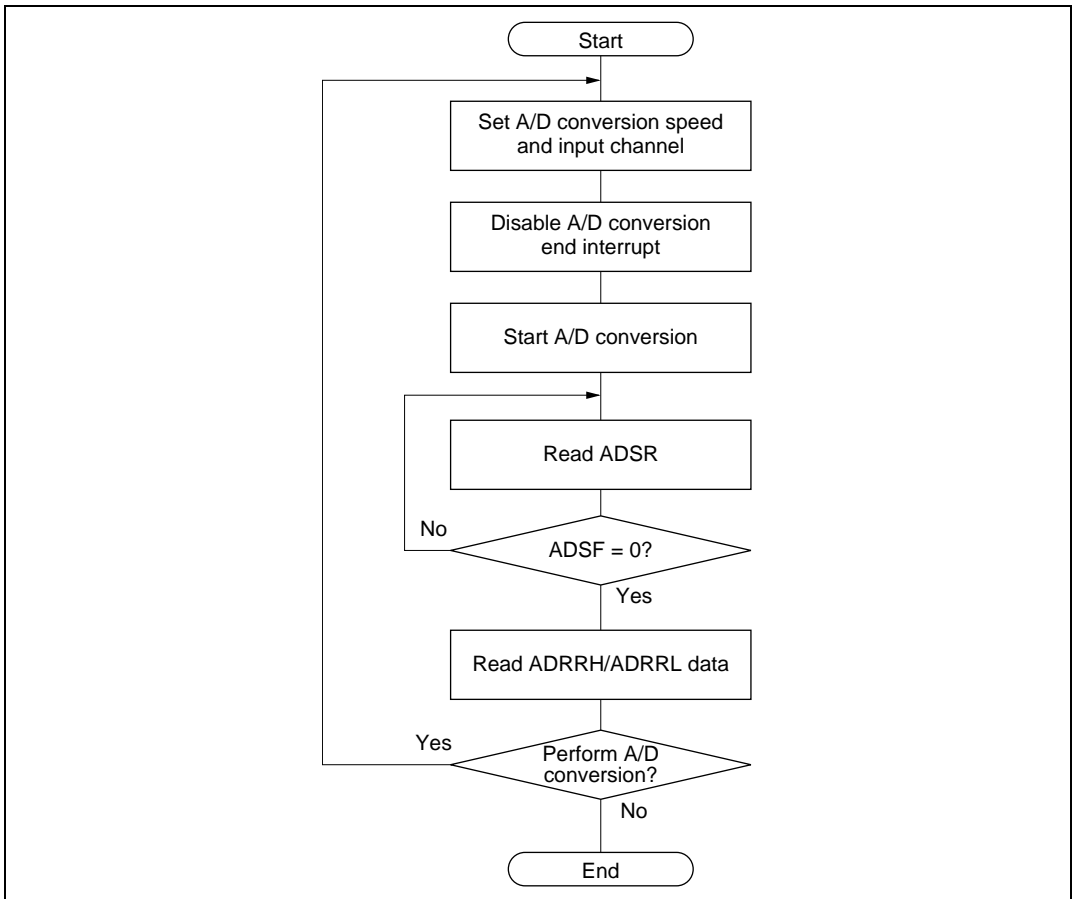 Start
Set A/D conversion speed
and input channel
Disable A/D conversion
end interrupt
Start A/D conversion
Read ADSR
No
ADSF = 0?
Yes
Read ADRRH/ADRRL data
Yes
Perform A/D
conversion?
No
End